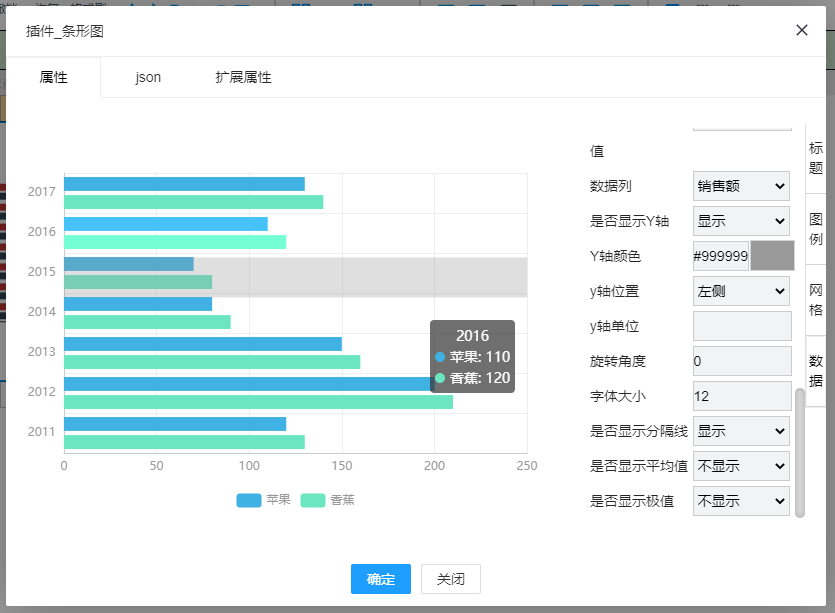 插件_条形图
属性
json
扩展属性
2017
2016
2015
2014
2013
2012
2011
0
50
100
150
200
250
2016
苹果: 110
香蕉: 120
苹果
香蕉
值
数据列
销售额
是否显示Y轴
显示
Y轴颜色
#999999
y轴位置
左侧
y轴单位
旋转角度
0
字体大小
12
是否显示分隔线
显示
是否显示平均值
不显示
是否显示极值
不显示
标题
图例
网格
数据
确定
关闭